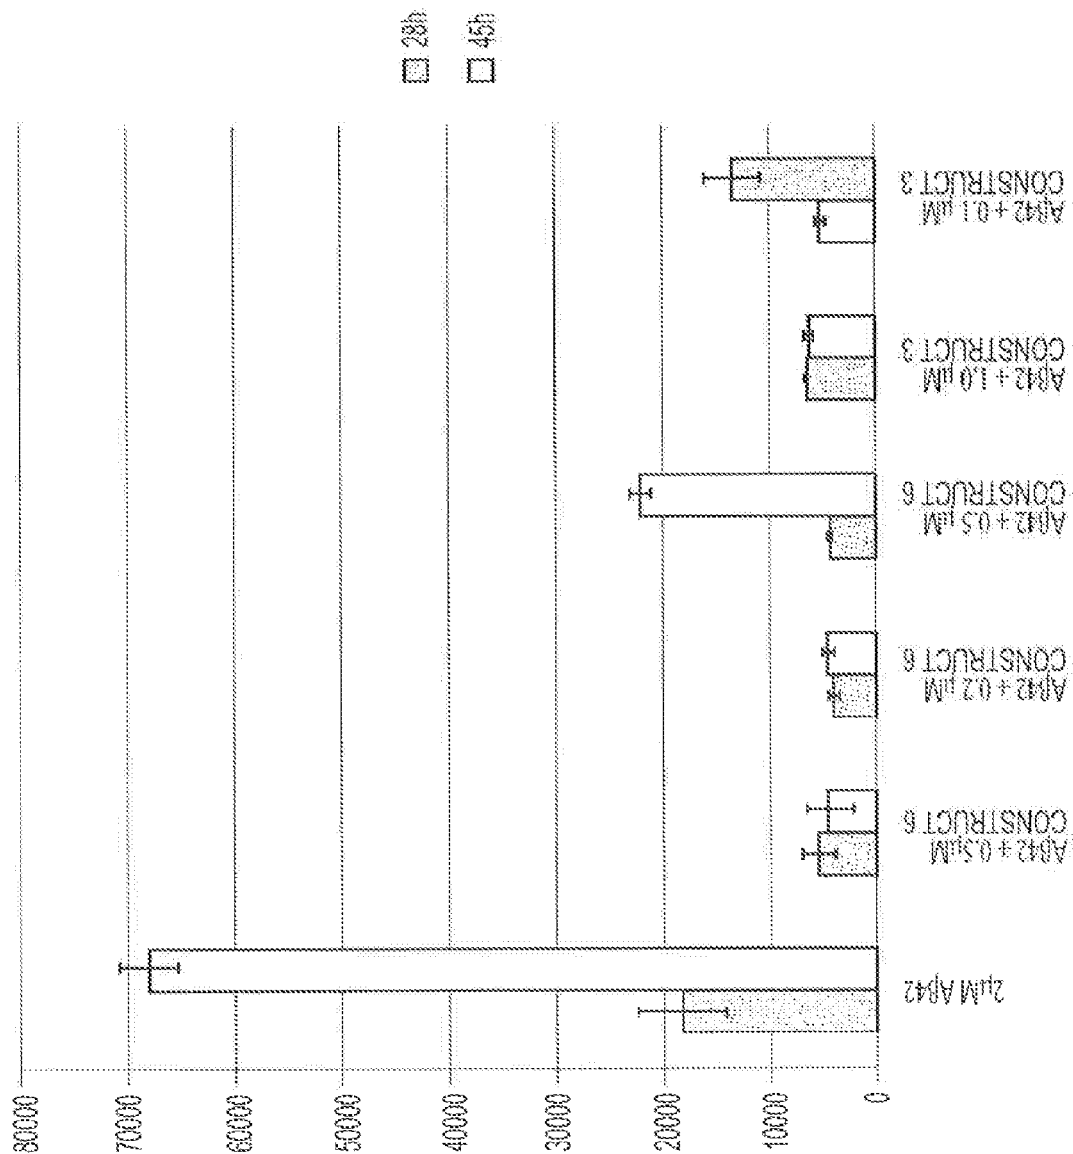 28h
45h
80000
70000
60000
50000
40000
30000
20000
10000
0
2µM Aβ42
Aβ42 + 0.5µM
CONSTRUCT 6
Aβ42 + 0.2 µM
CONSTRUCT 6
Aβ42 + 0.5 µM
CONSTRUCT 6
Aβ42 + 1.0 µM
CONSTRUCT 3
Aβ42 + 0.1 µM
CONSTRUCT 3